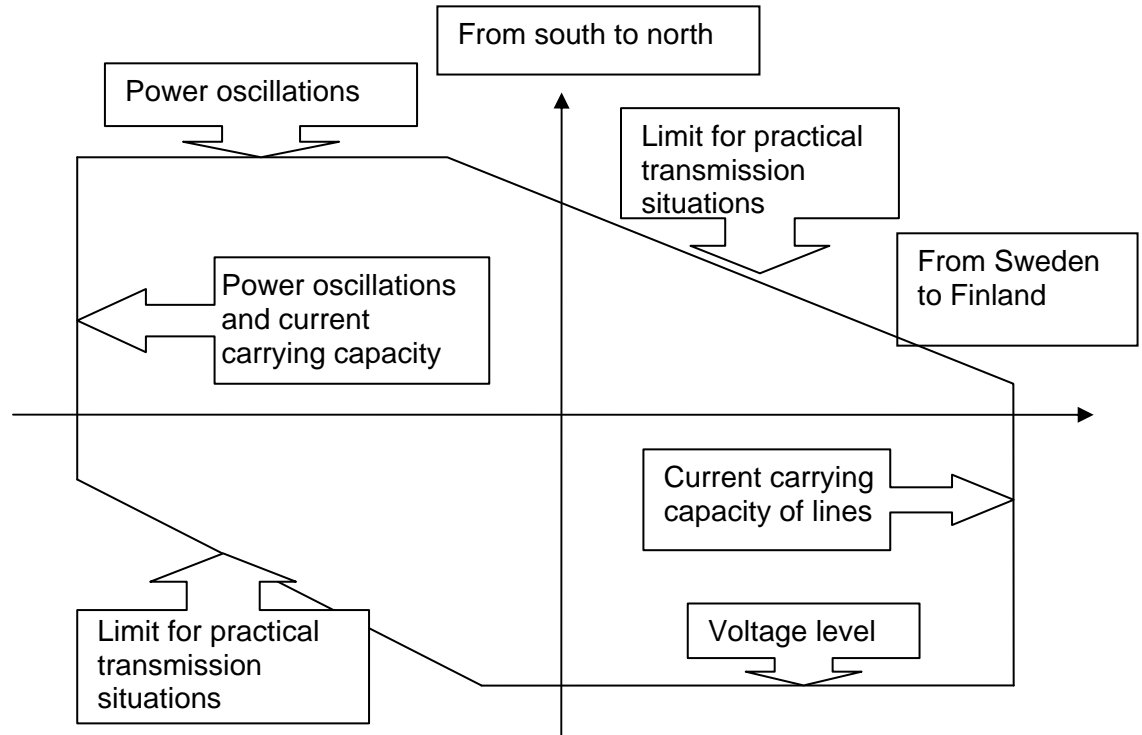 From south to north
Power oscillations
Limit for practical
transmission
situations
From Sweden
to Finland
Power oscillations
and current
carrying capacity
Current carrying
capacity of lines
Limit for practical
transmission
situations
Voltage level